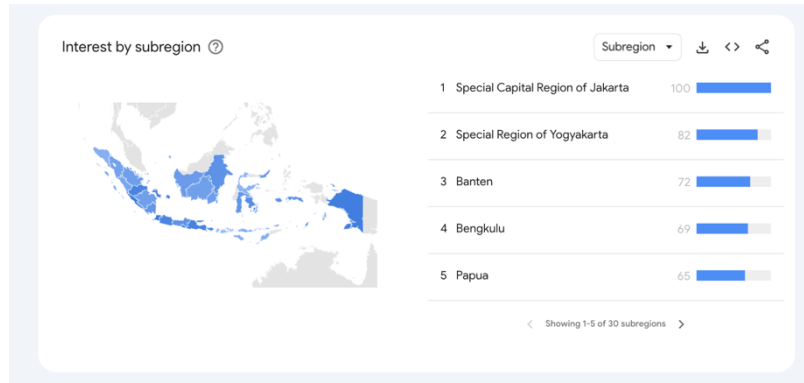 Interest by subregion
Subregion
1 Special Capital Region of Jakarta 100
2 Special Region of Yogyakarta 82
3 Banten 72
4 Bengkulu 69
5 Papua 65
Showing 1-5 of 30 subregions